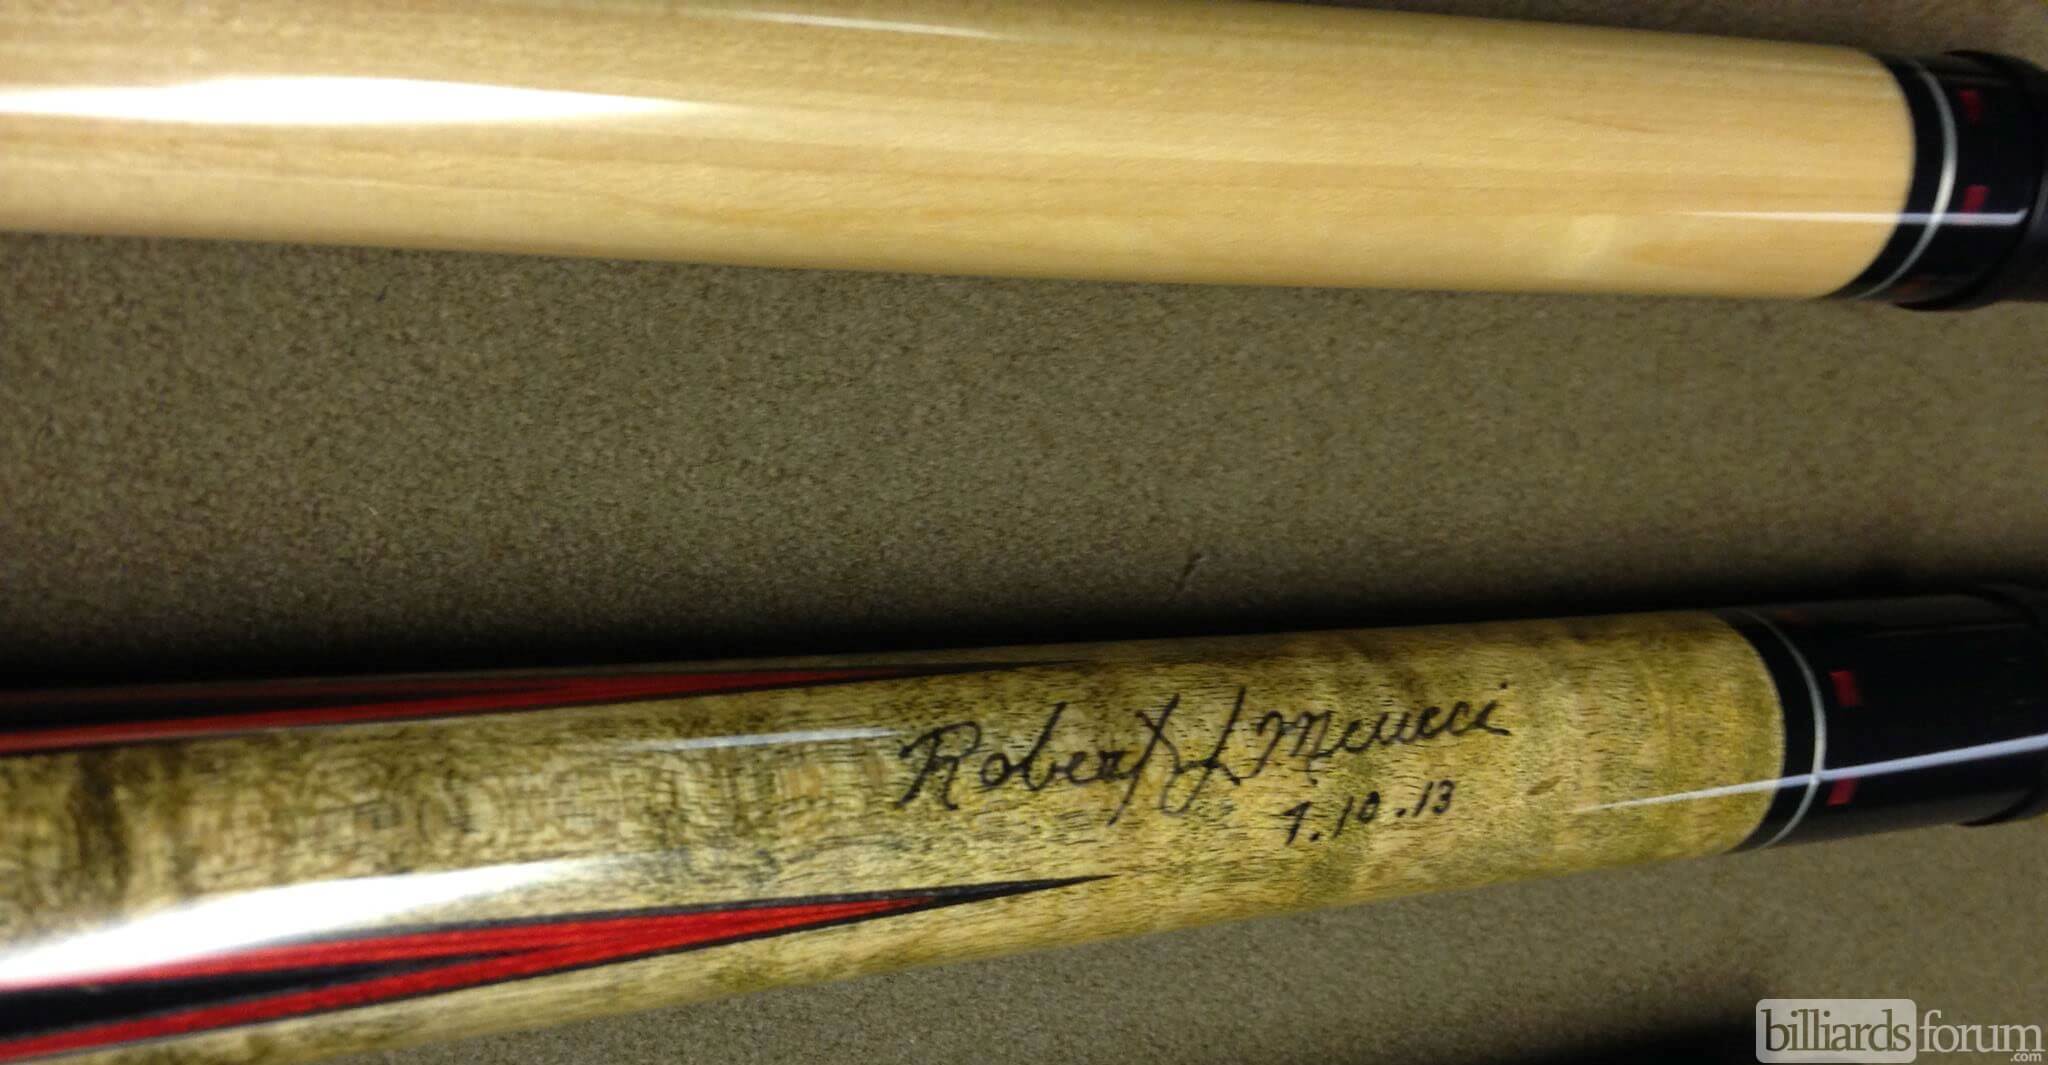 Robert L Meucci
7.10.13
billiardsforum
.com